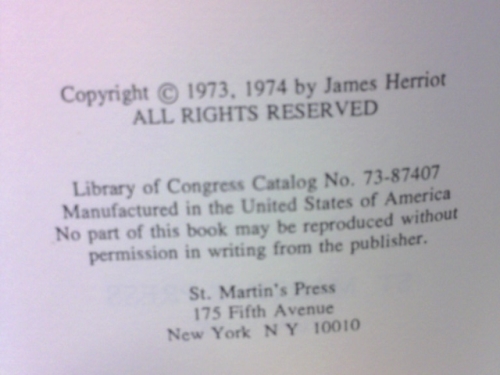 Copyright © 1973, 1974 by James Herriot
ALL RIGHTS RESERVED
Library of Congress Catalog No. 73-87407
Manufactured in the United States of America
No part of this book may be reproduced without
permission in writing from the publisher.
St. Martin's Press
175 Fifth Avenue
New York N Y 10010